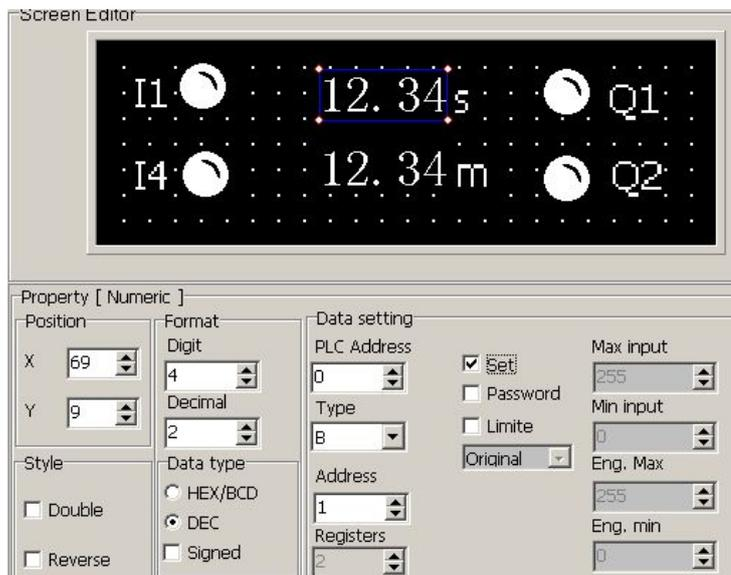 Screen Editor
I1 12.34s Q1
I4 12.34m Q2
Property [ Numeric ]
Position
X 69
Y 9
Style
Double
Reverse
Format
Digit
4
Decimal
2
Data type
HEX/BCD
DEC
Signed
Data setting
PLC Address
0
Type
B
Address
1
Registers
2
Set
Password
Limite
Original
Max input
255
Min input
0
Eng. Max
255
Eng. min
0